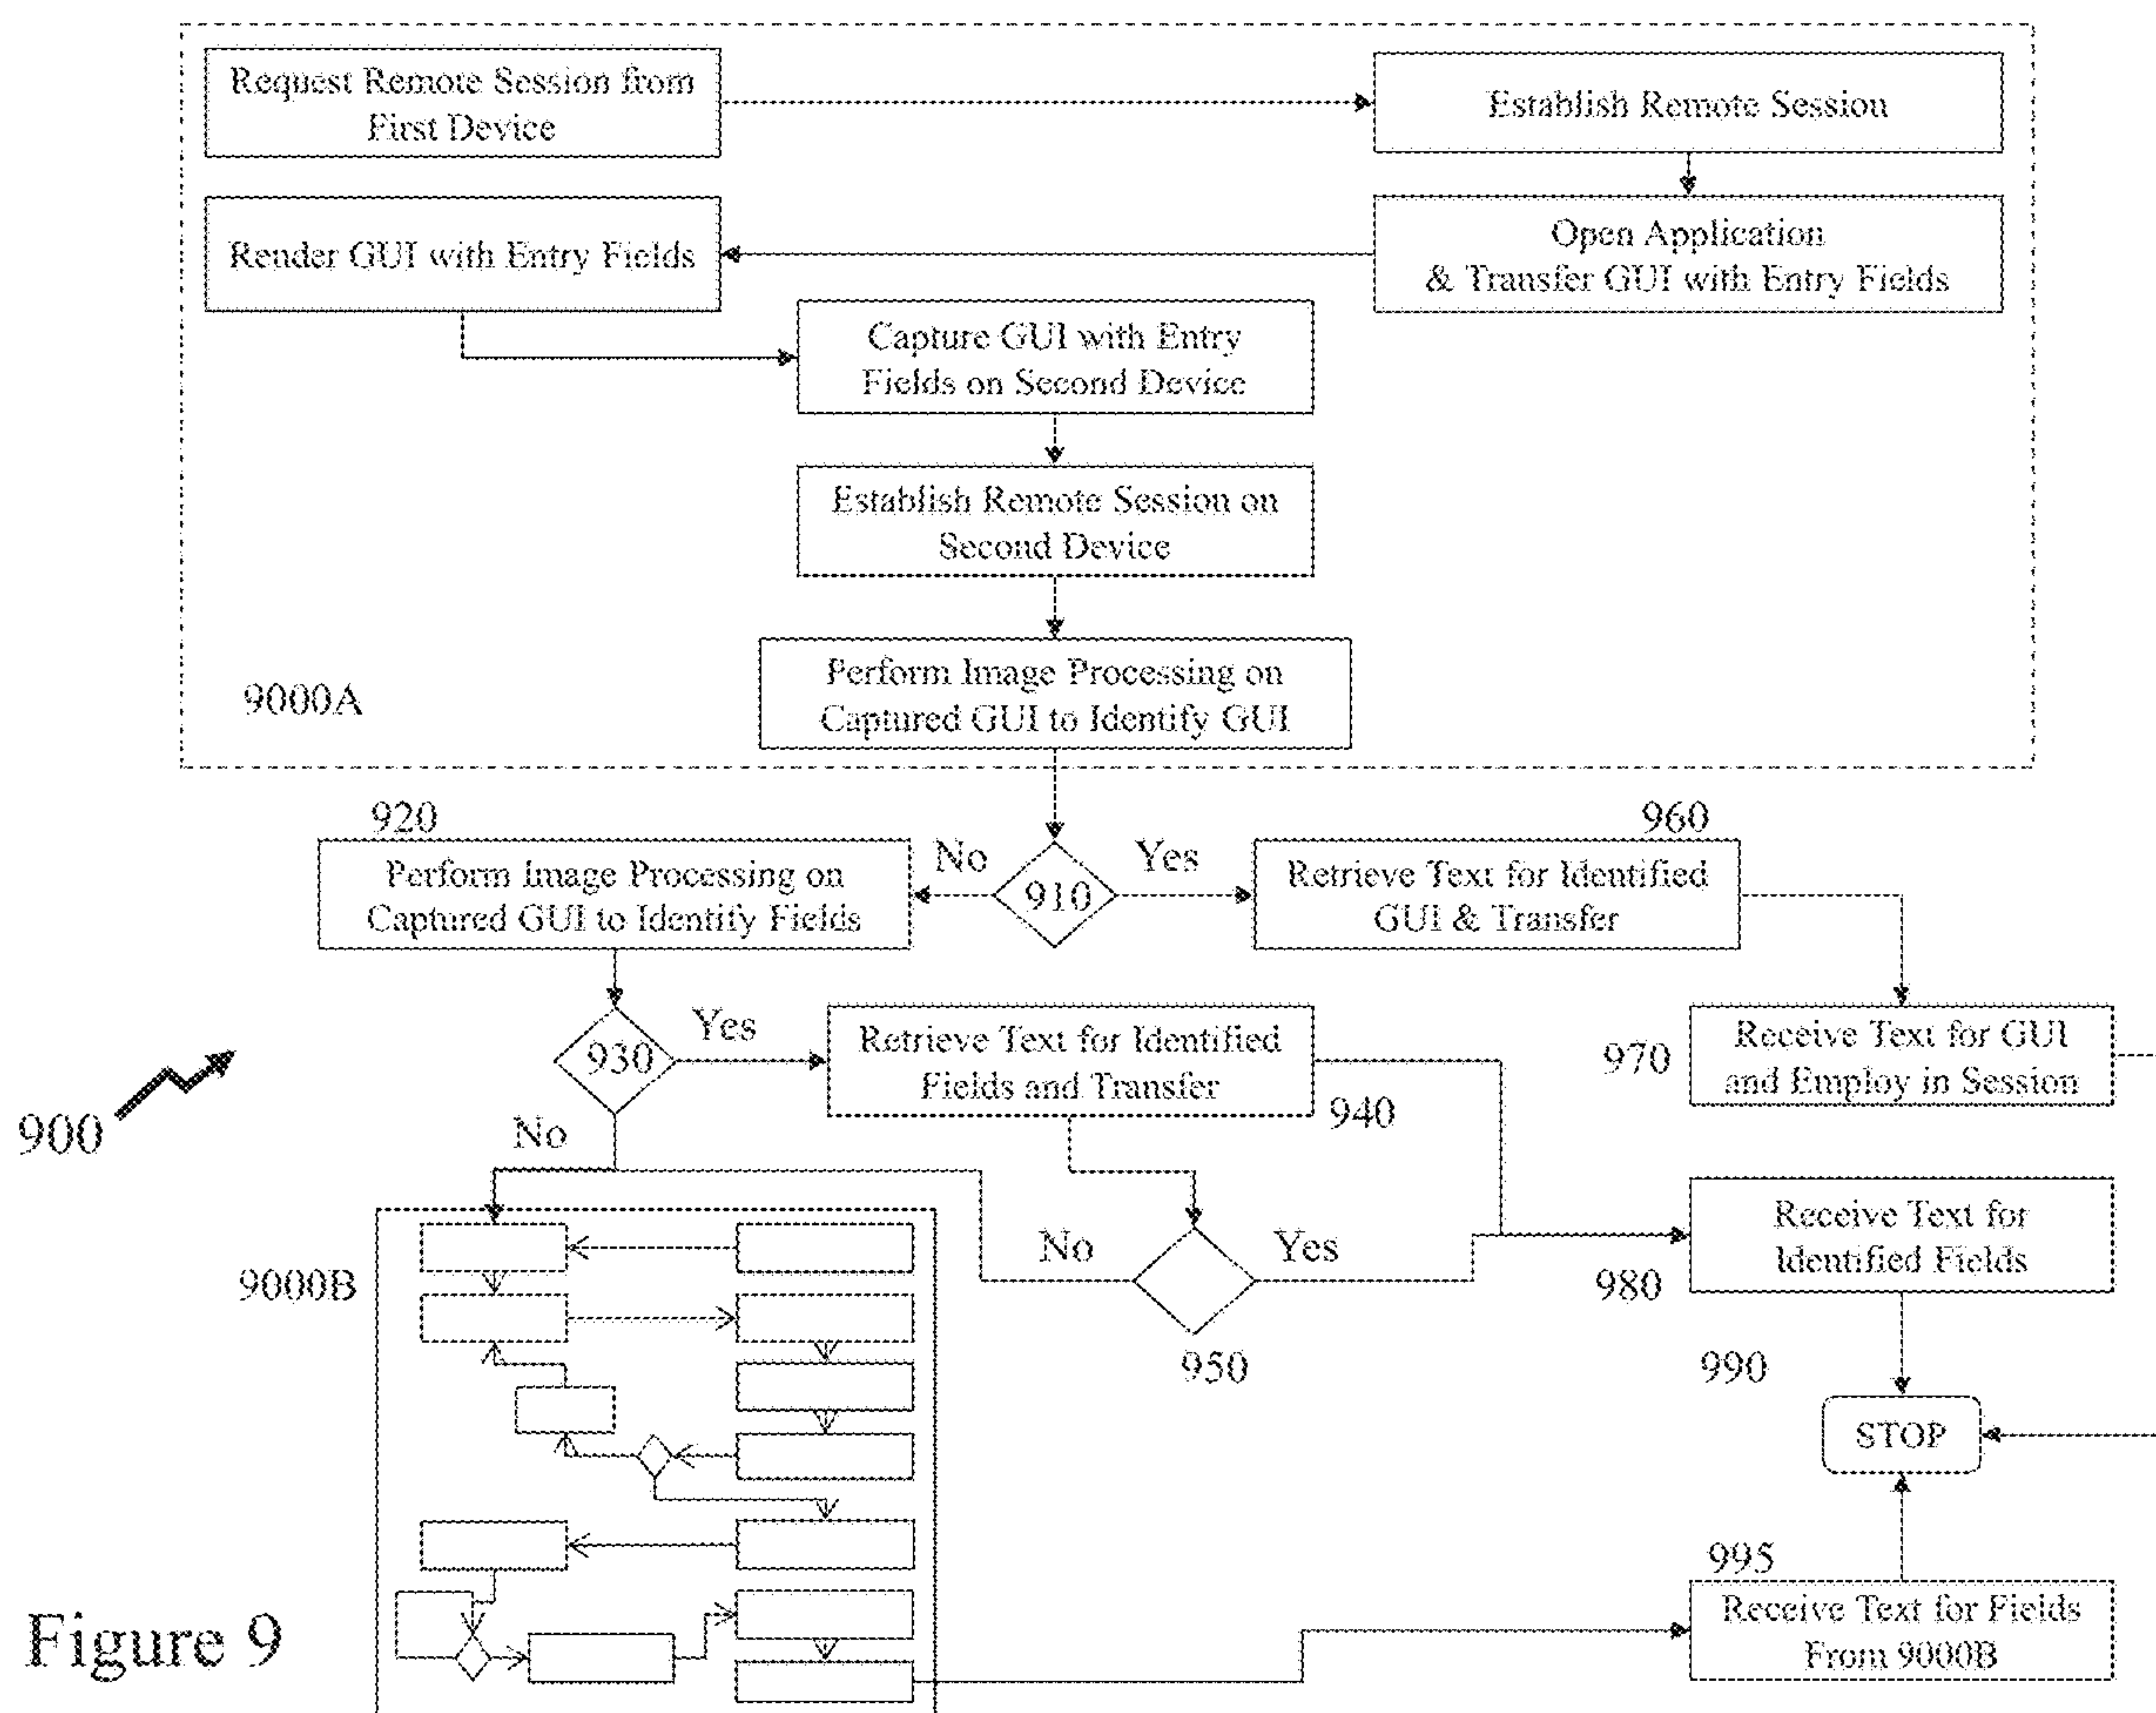 Request Remote Session from
First Device
Establish Remote Session
Render GUI with Entry Fields
Open Application
& Transfer GUI with Entry Fields
Capture GUI with Entry
Fields on Second Device
Establish Remote Session on
Second Device
Perform Image Processing on
Captured GUI to Identify GUI
9000A
920
960
Perform Image Processing on
Captured GUI to Identify Fields
No
910
Yes
Retrieve Text for Identified
GUI & Transfer
930
Yes
Retrieve Text for Identified
Fields and Transfer
940
970
Receive Text for GUI
and Employ in Session
900
No
9000B
No
Yes
950
980
Receive Text for
Identified Fields
990
STOP
995
Receive Text for Fields
From 9000B
Figure 9